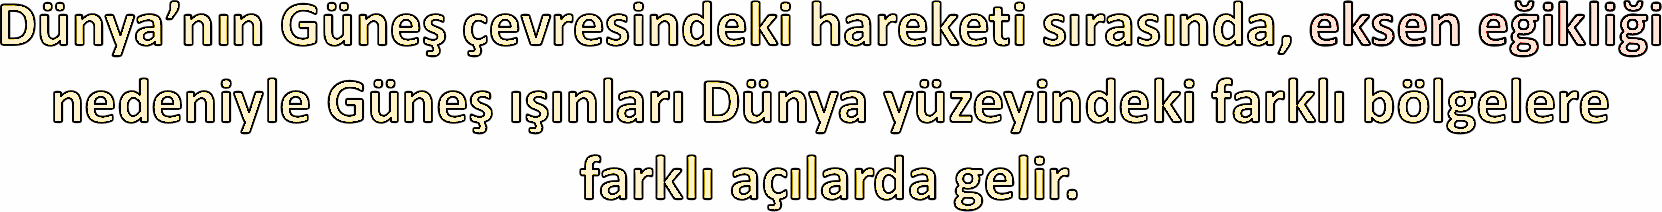 Dünya’nın Güneş çevresindeki hareketi sırasında, eksen eğikliği
nedeniyle Güneş ışınları Dünya yüzeyindeki farklı bölgelere
farklı açılarda gelir.